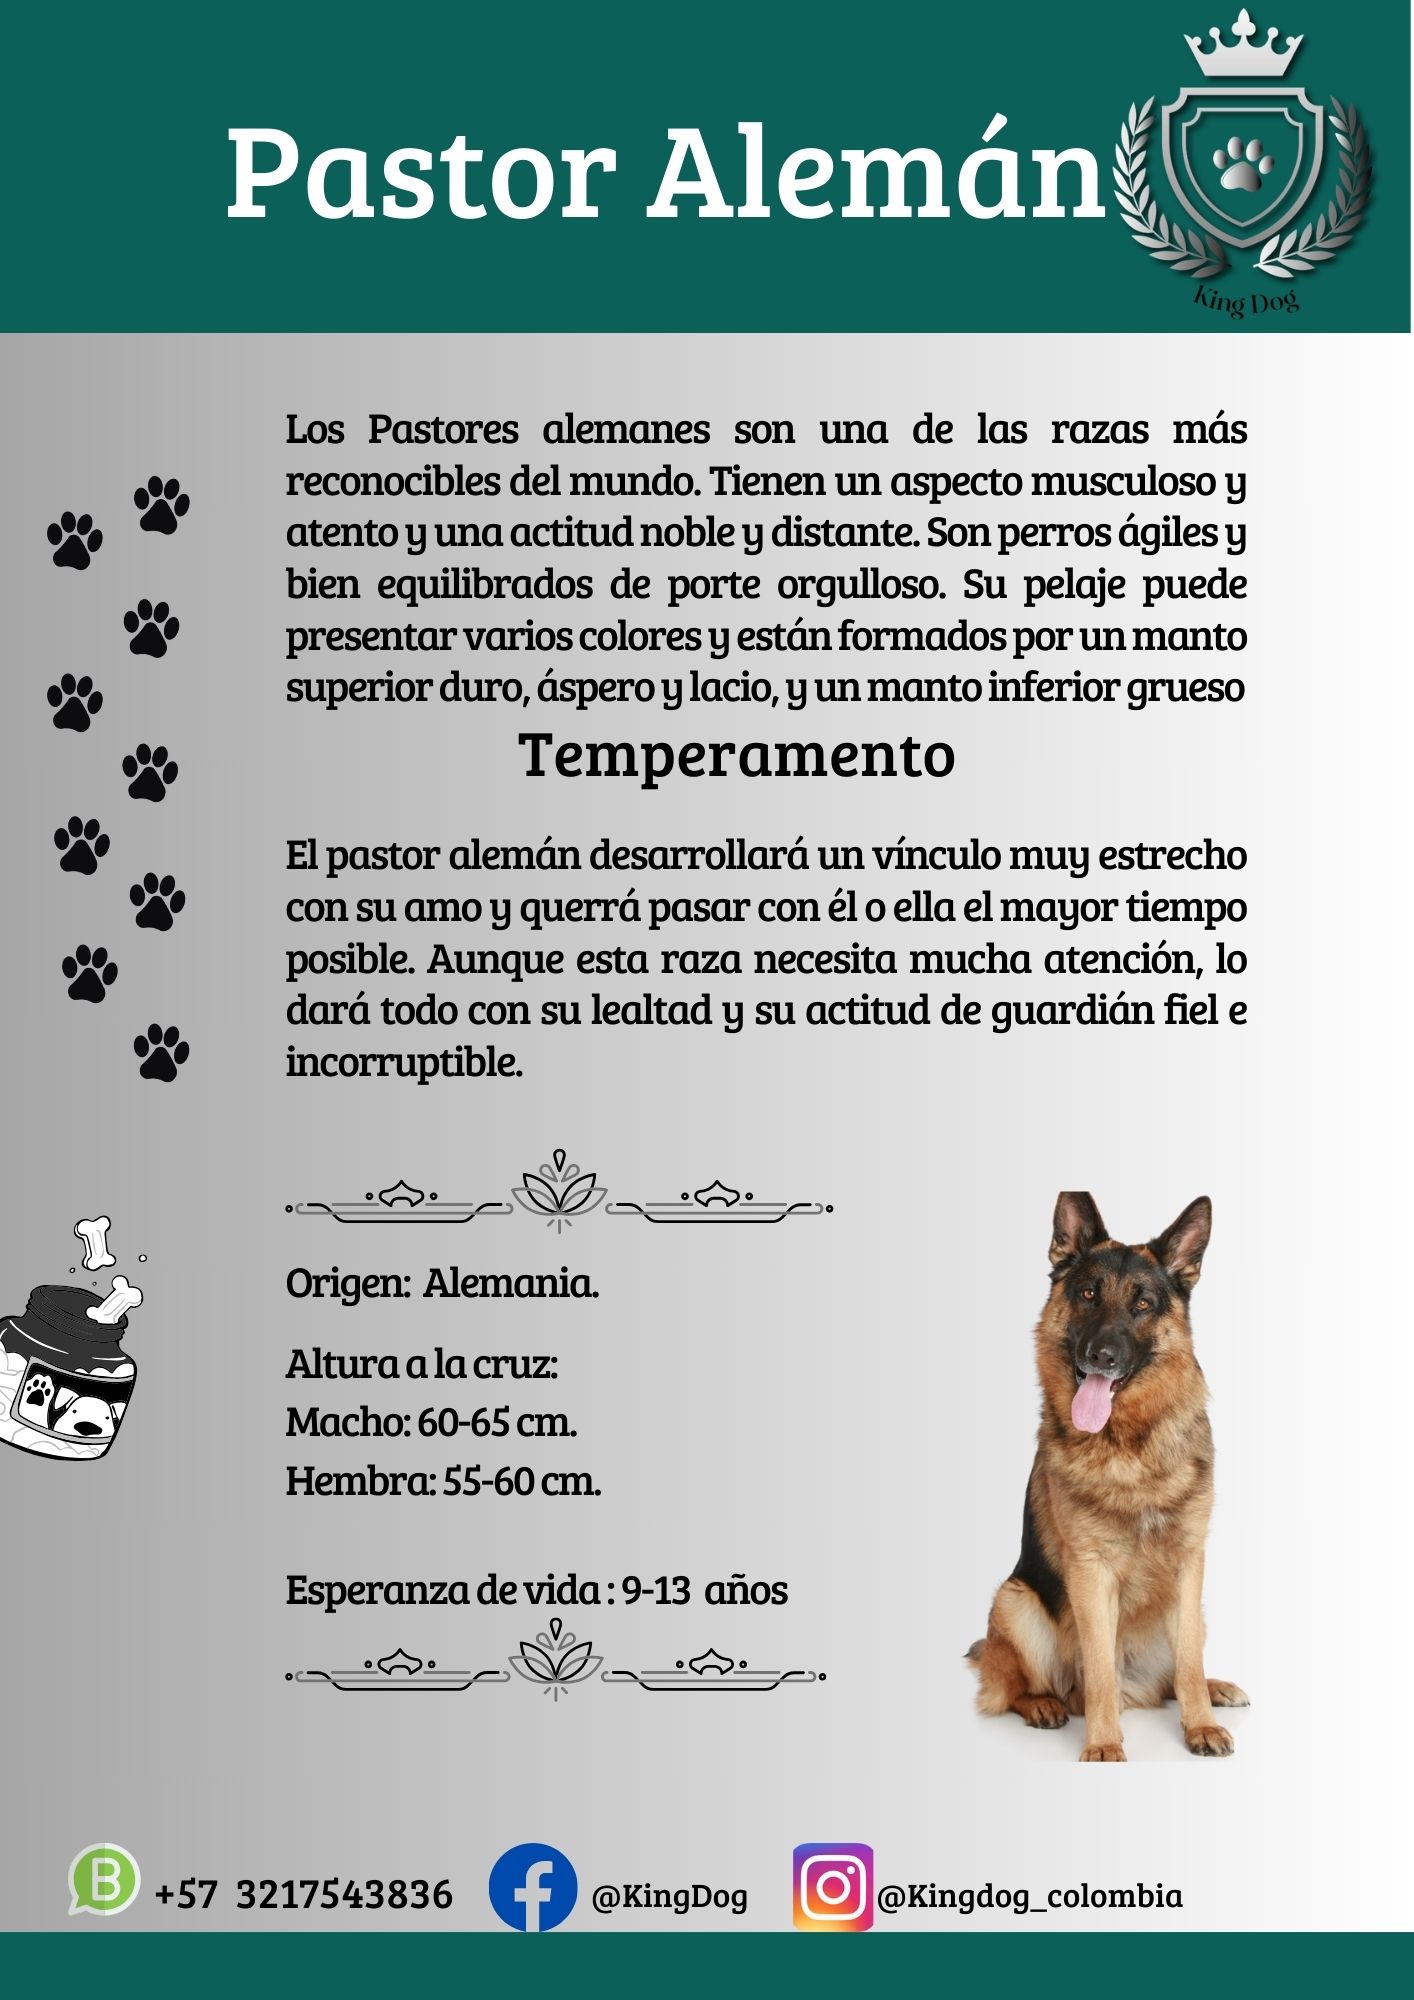 Pastor Alemán
King Dog
Los Pastores alemanes son una de las razas más
reconocibles del mundo. Tienen un aspecto musculoso y
atento y una actitud noble y distante. Son perros ágiles y
bien equilibrados de porte orgulloso. Su pelaje puede
presentar varios colores y están formados por un manto
superior duro, áspero y lacio, y un manto inferior grueso
Temperamento
El pastor alemán desarrollará un vínculo muy estrecho
con su amo y querrá pasar con él o ella el mayor tiempo
posible. Aunque esta raza necesita mucha atención, lo
dará todo con su lealtad y su actitud de guardián fiel e
incorruptible.
Origen: Alemania.
Altura a la cruz:
Macho: 60-65 cm.
Hembra: 55-60 cm.
Esperanza de vida : 9-13 años
B +57 3217543836 f @KingDog @Kingdog_colombia